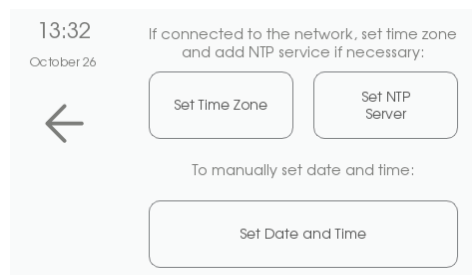 13:32
October 26
If connected to the network, set time zone
and add NTP service if necessary:
Set Time Zone
Set NTP
Server
To manually set date and time:
Set Date and Time